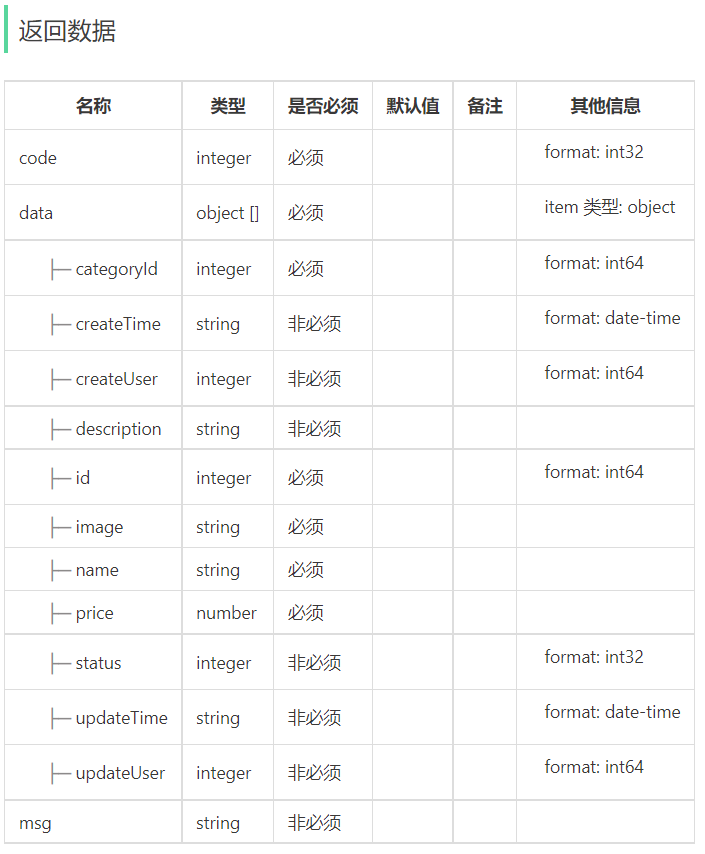 返回数据
名称 类型 是否必须 默认值 备注 其他信息
code integer 必须 format: int32
data object [] 必须 item 类型: object
├─ categoryId integer 必须 format: int64
├─ createTime string 非必须 format: date-time
├─ createUser integer 非必须 format: int64
├─ description string 非必须
├─ id integer 必须 format: int64
├─ image string 必须
├─ name string 必须
├─ price number 必须
├─ status integer 非必须 format: int32
├─ updateTime string 非必须 format: date-time
├─ updateUser integer 非必须 format: int64
msg string 非必须